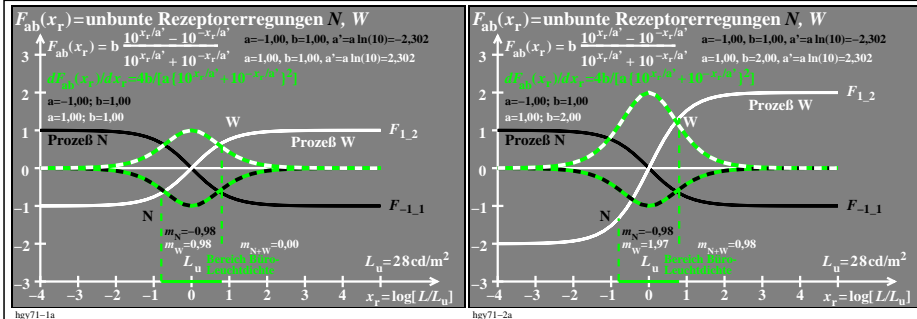 F_ab(x_r)=unbunte Rezeptorerregungen N, W
F_ab(x_r) = b (10^{x_r/a'} − 10^{−x_r/a'}) / (10^{x_r/a'} + 10^{−x_r/a'})
a=−1,00, b=1,00, a'=a ln(10)=−2,302
a=1,00, b=1,00, a'=a ln(10)=2,302
dF_ab(x_r)/dx_r=4b/[a{10^{x_r/a'}+10^{−x_r/a'}}^2]
a=−1,00; b=1,00
a=1,00; b=1,00
3
2
1
0
−1
−2
−3
Prozeß N
W
Prozeß W
F_{1_2}
N
F_{−1_1}
m_N=−0,98
m_W=0,98
m_{N+W}=0,00
L_u
Bereich Büro-
Leuchtdichte
L_u=28cd/m^2
−4 −3 −2 −1 0 1 2 3 4
x_r=log[L/L_u]
hgy71−1a
F_ab(x_r)=unbunte Rezeptorerregungen N, W
F_ab(x_r) = b (10^{x_r/a'} − 10^{−x_r/a'}) / (10^{x_r/a'} + 10^{−x_r/a'})
a=−1,00, b=1,00, a'=a ln(10)=−2,302
a=1,00, b=2,00, a'=a ln(10)=2,302
dF_ab(x_r)/dx_r=4b/[a{10^{x_r/a'}+10^{−x_r/a'}}^2]
a=−1,00; b=1,00
a=1,00; b=2,00
3
2
1
0
−1
−2
−3
F_{1_2}
Prozeß W
W
Prozeß N
N
F_{−1_1}
m_N=−0,98
m_W=1,97
m_{N+W}=0,98
L_u
Bereich Büro-
Leuchtdichte
L_u=28cd/m^2
−4 −3 −2 −1 0 1 2 3 4
x_r=log[L/L_u]
hgy71−2a